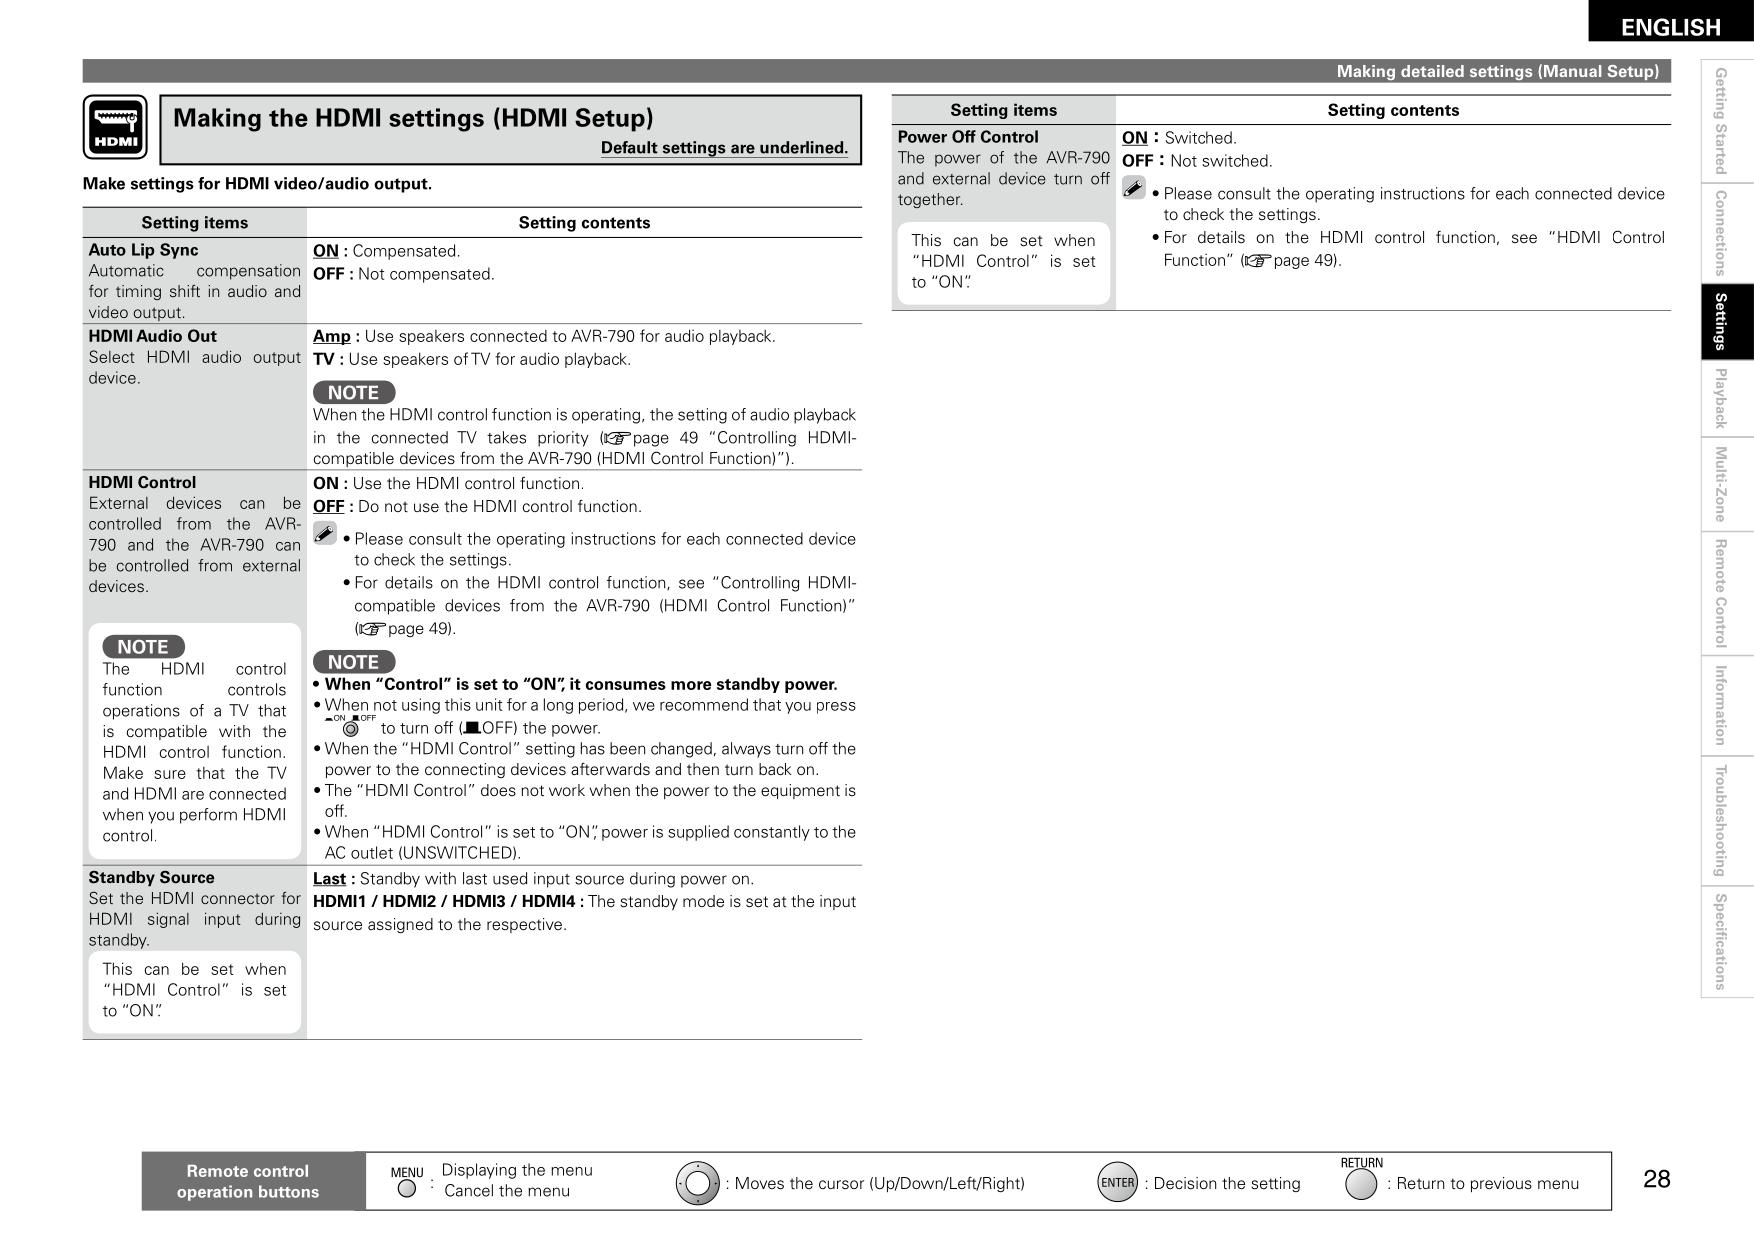 ENGLISH
Making detailed settings (Manual Setup)
HDMI
Making the HDMI settings (HDMI Setup)
Default settings are underlined.
Make settings for HDMI video/audio output.
Setting items
Setting contents
Auto Lip Sync
Automatic compensation
for timing shift in audio and
video output.
ON : Compensated.
OFF : Not compensated.
HDMI Audio Out
Select HDMI audio output
device.
Amp : Use speakers connected to AVR-790 for audio playback.
TV : Use speakers of TV for audio playback.
NOTE
When the HDMI control function is operating, the setting of audio playback
in the connected TV takes priority (page 49 “Controlling HDMI-
compatible devices from the AVR-790 (HDMI Control Function)”).
HDMI Control
External devices can be
controlled from the AVR-
790 and the AVR-790 can
be controlled from external
devices.
NOTE
The HDMI control
function controls
operations of a TV that
is compatible with the
HDMI control function.
Make sure that the TV
and HDMI are connected
when you perform HDMI
control.
ON : Use the HDMI control function.
OFF : Do not use the HDMI control function.
• Please consult the operating instructions for each connected device
to check the settings.
• For details on the HDMI control function, see “Controlling HDMI-
compatible devices from the AVR-790 (HDMI Control Function)”
(page 49).
NOTE
• When “Control” is set to “ON”, it consumes more standby power.
• When not using this unit for a long period, we recommend that you press
ON OFF to turn off (OFF) the power.
• When the “HDMI Control” setting has been changed, always turn off the
power to the connecting devices afterwards and then turn back on.
• The “HDMI Control” does not work when the power to the equipment is
off.
• When “HDMI Control” is set to “ON”, power is supplied constantly to the
AC outlet (UNSWITCHED).
Standby Source
Set the HDMI connector for
HDMI signal input during
standby.
This can be set when
“HDMI Control” is set
to “ON”.
Last : Standby with last used input source during power on.
HDMI1 / HDMI2 / HDMI3 / HDMI4 : The standby mode is set at the input
source assigned to the respective.
Setting items
Setting contents
Power Off Control
The power of the AVR-790
and external device turn off
together.
This can be set when
“HDMI Control” is set
to “ON”.
ON : Switched.
OFF : Not switched.
• Please consult the operating instructions for each connected device
to check the settings.
• For details on the HDMI control function, see “HDMI Control
Function” (page 49).
Getting Started
Connections
Settings
Playback
Multi-Zone
Remote Control
Information
Troubleshooting
Specifications
Remote control
operation buttons
MENU : Displaying the menu
Cancel the menu
: Moves the cursor (Up/Down/Left/Right)
ENTER : Decision the setting
RETURN
: Return to previous menu
28